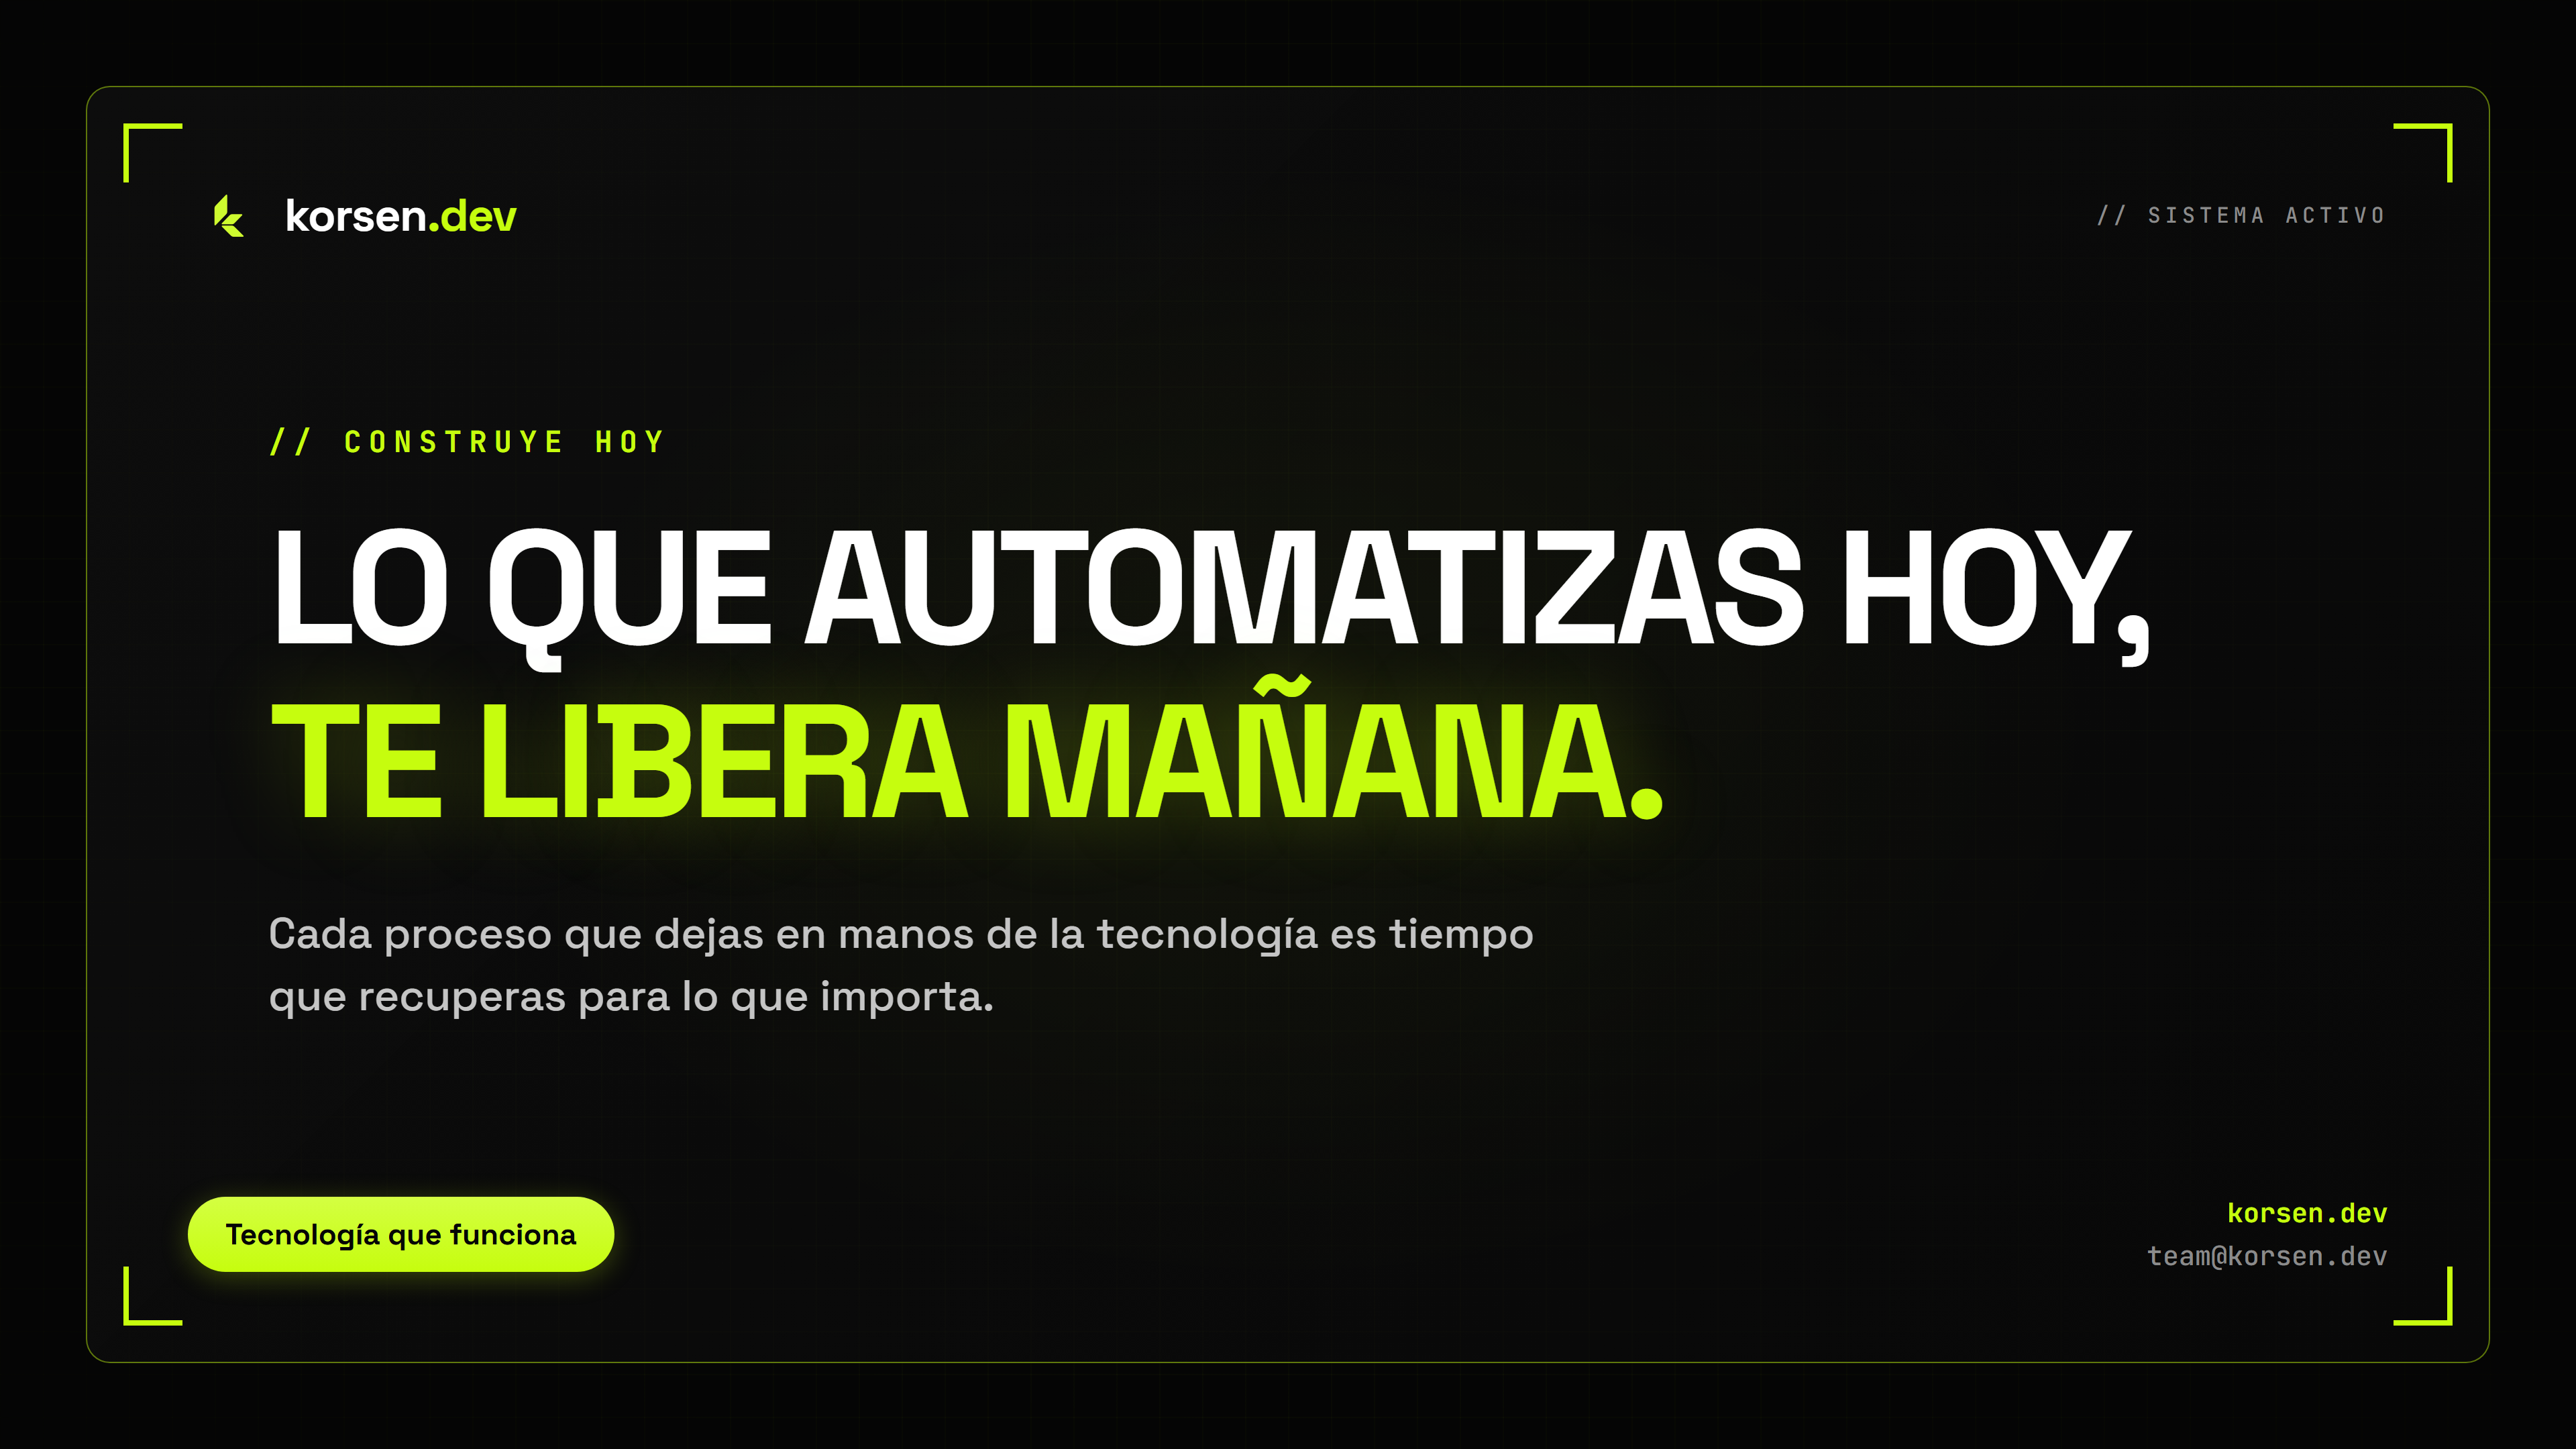 korsen.dev
// SISTEMA ACTIVO
// CONSTRUYE HOY
LO QUE AUTOMATIZAS HOY,
TE LIBERA MAÑANA.
Cada proceso que dejas en manos de la tecnología es tiempo
que recuperas para lo que importa.
Tecnología que funciona
korsen.dev
team@korsen.dev